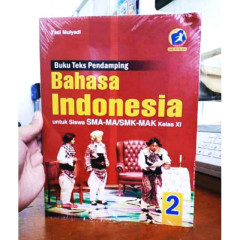 Yadi Mulyadi
Buku Teks Pendamping
Bahasa
Indonesia
untuk Siswa SMA-MA/SMK-MAK Kelas XI
2